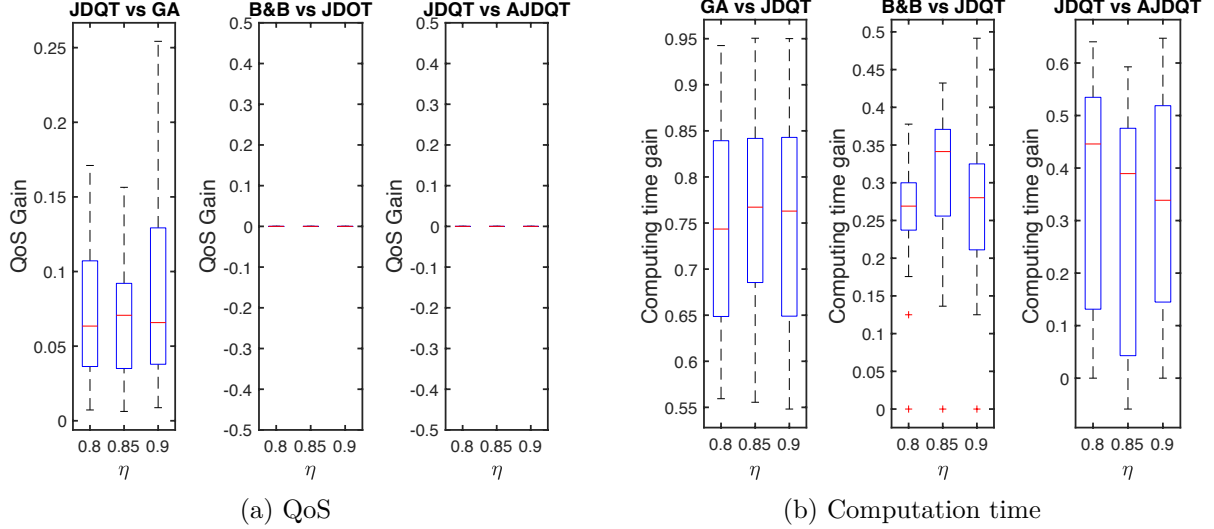 JDQT vs GA
B&B vs JDOT
JDQT vs AJDQT
GA vs JDQT
B&B vs JDQT
JDQT vs AJDQT
QoS Gain
0.25
0.2
0.15
0.1
0.05
0
0.8 0.85 0.9
η
QoS Gain
0.5
0.4
0.3
0.2
0.1
0
-0.1
-0.2
-0.3
-0.4
-0.5
0.8 0.85 0.9
η
QoS Gain
0.5
0.4
0.3
0.2
0.1
0
-0.1
-0.2
-0.3
-0.4
-0.5
0.8 0.85 0.9
η
Computing time gain
0.95
0.9
0.85
0.8
0.75
0.7
0.65
0.6
0.55
0.8 0.85 0.9
η
Computing time gain
0.5
0.45
0.4
0.35
0.3
0.25
0.2
0.15
0.1
0.05
0
0.8 0.85 0.9
η
Computing time gain
0.6
0.5
0.4
0.3
0.2
0.1
0
0.8 0.85 0.9
η
(a) QoS
(b) Computation time